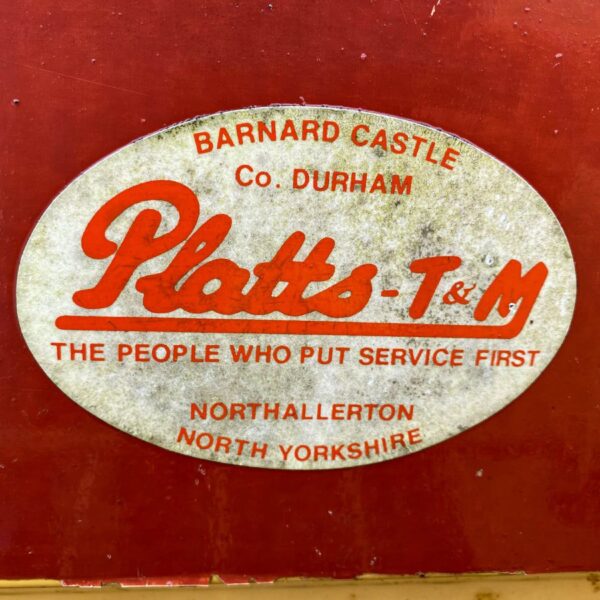 BARNARD CASTLE
Co. DURHAM
Platts - T & M
THE PEOPLE WHO PUT SERVICE FIRST
NORTHALLERTON
NORTH YORKSHIRE